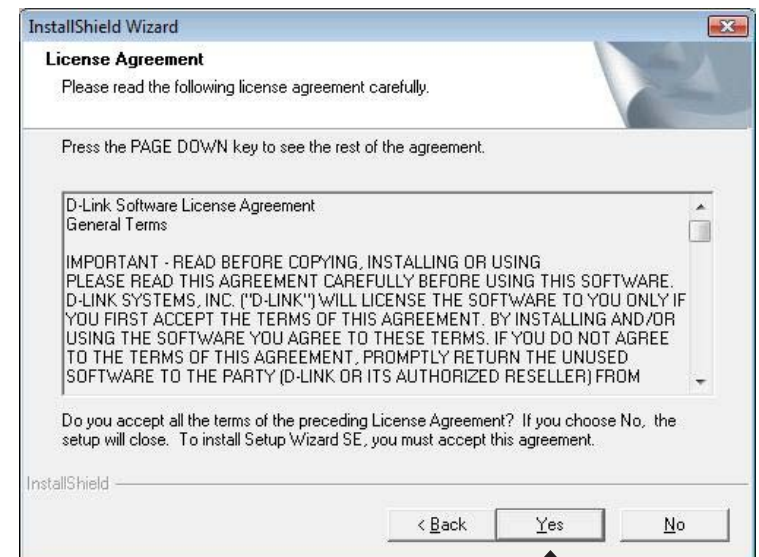 InstallShield Wizard
License Agreement
Please read the following license agreement carefully.
Press the PAGE DOWN key to see the rest of the agreement.
D-Link Software License Agreement
General Terms
IMPORTANT - READ BEFORE COPYING, INSTALLING OR USING
PLEASE READ THIS AGREEMENT CAREFULLY BEFORE USING THIS SOFTWARE.
D-LINK SYSTEMS, INC. ("D-LINK") WILL LICENSE THE SOFTWARE TO YOU ONLY IF
YOU FIRST ACCEPT THE TERMS OF THIS AGREEMENT. BY INSTALLING AND/OR
USING THE SOFTWARE YOU AGREE TO THESE TERMS. IF YOU DO NOT AGREE
TO THE TERMS OF THIS AGREEMENT, PROMPTLY RETURN THE UNUSED
SOFTWARE TO THE PARTY (D-LINK OR ITS AUTHORIZED RESELLER) FROM
Do you accept all the terms of the preceding License Agreement? If you choose No, the
setup will close. To install Setup Wizard SE, you must accept this agreement.
InstallShield
< Back Yes No